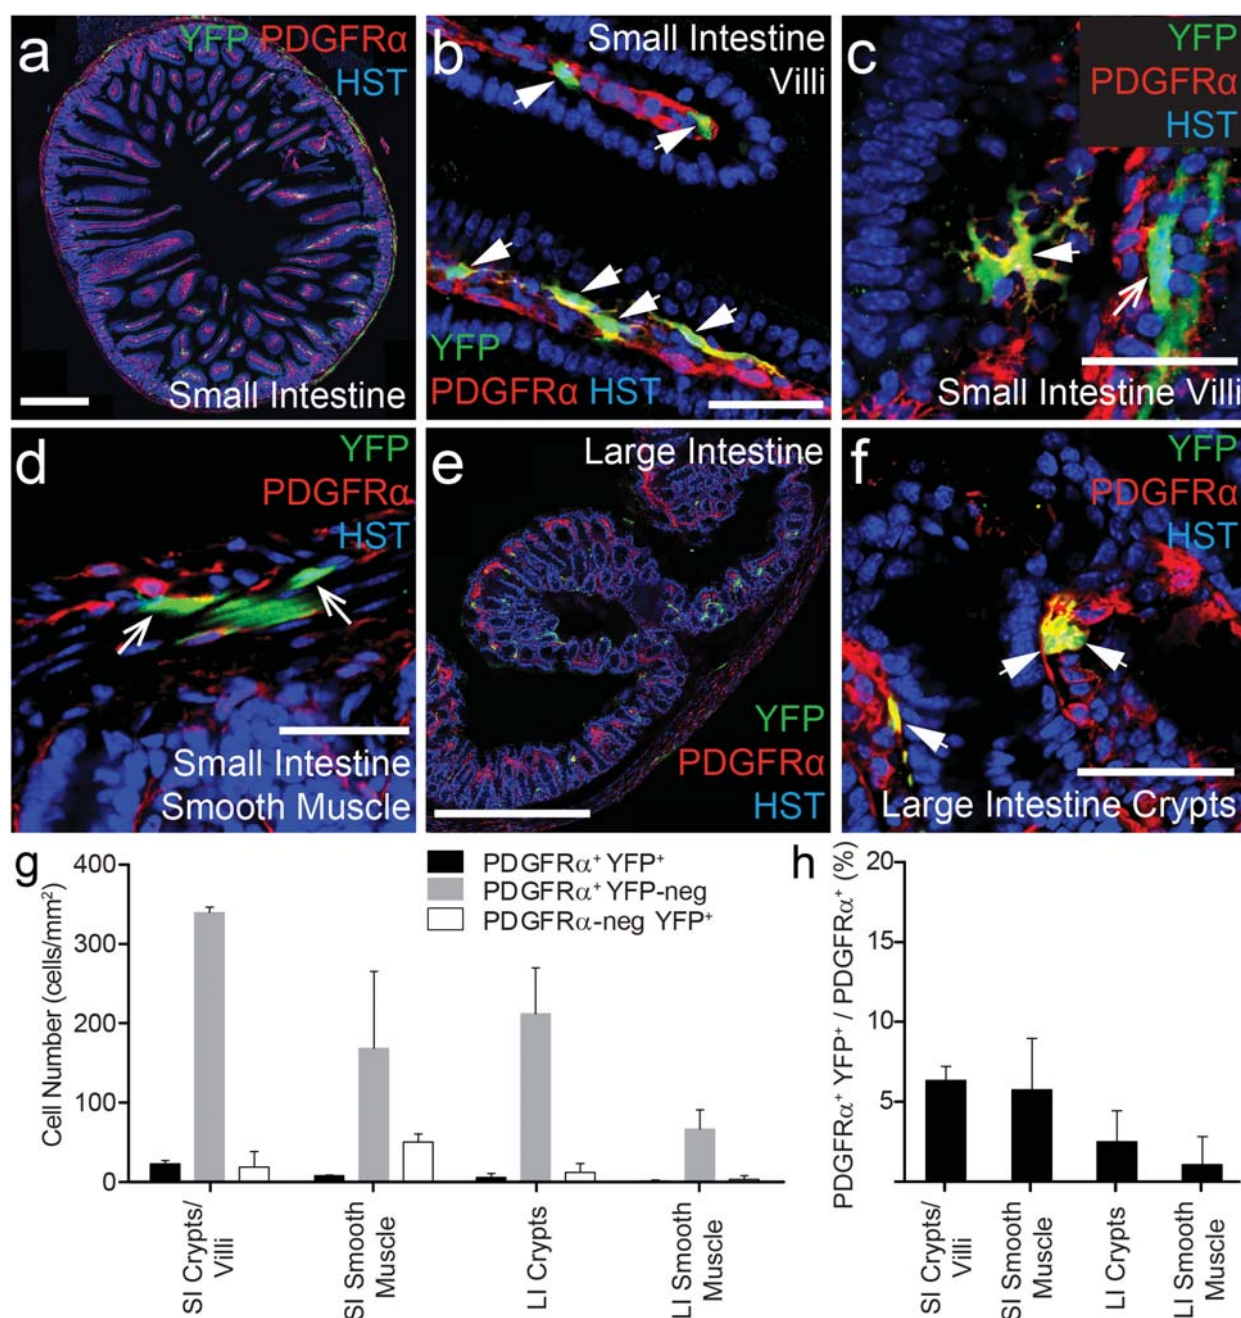 a
YFP PDGFRα
HST
Small Intestine
b
Small Intestine
Villi
YFP
PDGFRα HST
c
YFP
PDGFRα
HST
Small Intestine Villi
d
YFP
PDGFRα
HST
Small Intestine
Smooth Muscle
e
Large Intestine
YFP
PDGFRα
HST
f
YFP
PDGFRα
HST
Large Intestine Crypts
g
Cell Number (cells/mm²)
400
300
200
100
0
PDGFRα⁺ YFP⁺
PDGFRα⁺ YFP-neg
PDGFRα-neg YFP⁺
SI Crypts/
Villi
SI Smooth
Muscle
LI Crypts
LI Smooth
Muscle
h
PDGFRα⁺ YFP⁺ / PDGFRα⁺ (%)
20
15
10
5
SI Crypts/
Villi
SI Smooth
Muscle
LI Crypts
LI Smooth
Muscle